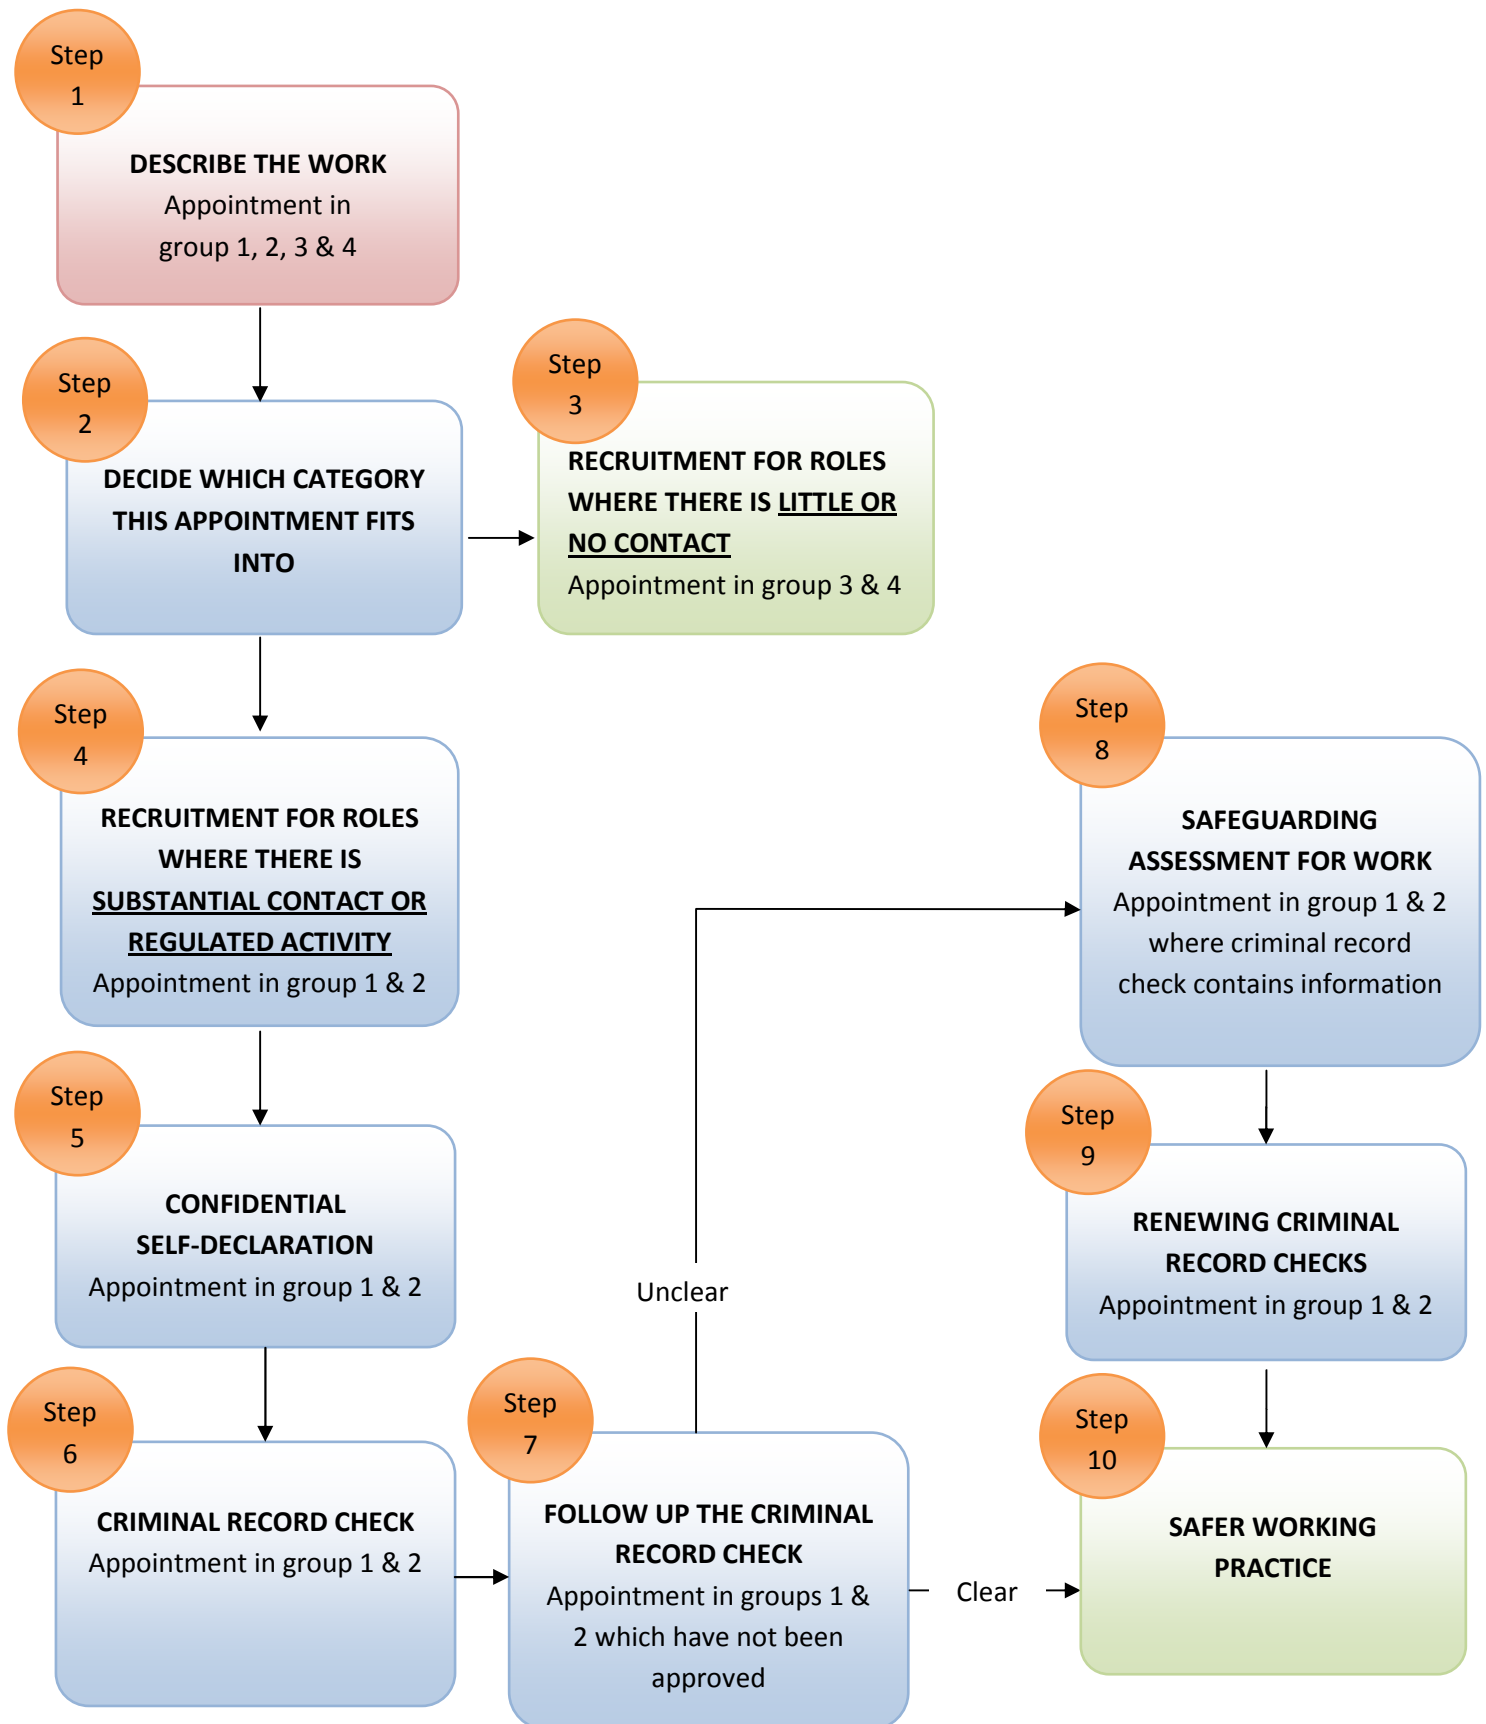 Step
1
DESCRIBE THE WORK
Appointment in
group 1, 2, 3 & 4
Step
2
DECIDE WHICH CATEGORY
THIS APPOINTMENT FITS
INTO
Step
3
RECRUITMENT FOR ROLES
WHERE THERE IS LITTLE OR
NO CONTACT
Appointment in group 3 & 4
Step
4
RECRUITMENT FOR ROLES
WHERE THERE IS
SUBSTANTIAL CONTACT OR
REGULATED ACTIVITY
Appointment in group 1 & 2
Step
5
CONFIDENTIAL
SELF-DECLARATION
Appointment in group 1 & 2
Step
6
CRIMINAL RECORD CHECK
Appointment in group 1 & 2
Step
7
FOLLOW UP THE CRIMINAL
RECORD CHECK
Appointment in groups 1 &
2 which have not been
approved
Unclear
Clear
Step
8
SAFEGUARDING
ASSESSMENT FOR WORK
Appointment in group 1 & 2
where criminal record
check contains information
Step
9
RENEWING CRIMINAL
RECORD CHECKS
Appointment in group 1 & 2
Step
10
SAFER WORKING
PRACTICE